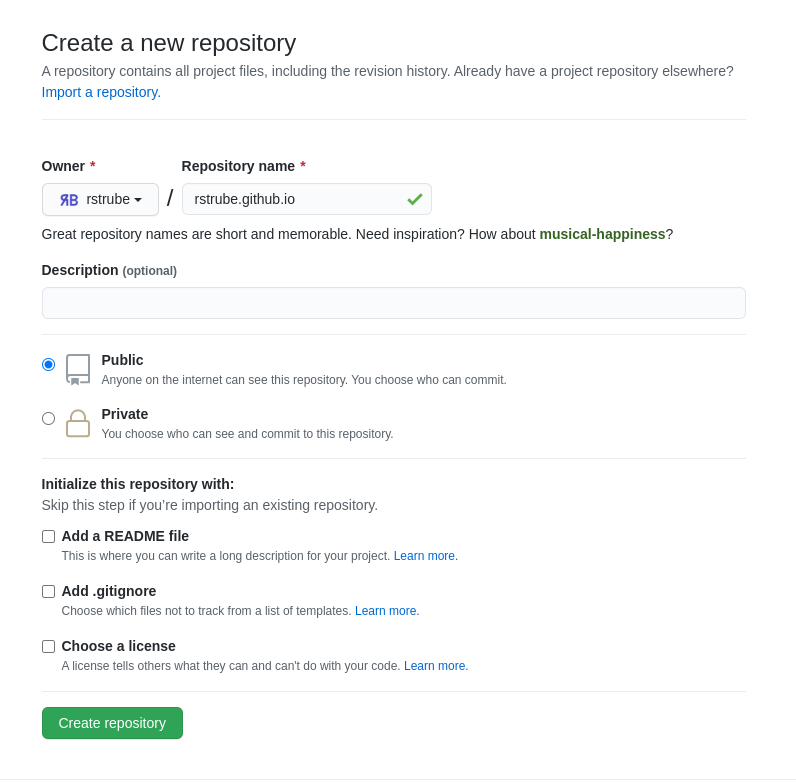 Create a new repository
A repository contains all project files, including the revision history. Already have a project repository elsewhere?
Import a repository.
Owner * Repository name *
rstrube / rstrube.github.io
Great repository names are short and memorable. Need inspiration? How about musical-happiness?
Description (optional)
Public
Anyone on the internet can see this repository. You choose who can commit.
Private
You choose who can see and commit to this repository.
Initialize this repository with:
Skip this step if you’re importing an existing repository.
Add a README file
This is where you can write a long description for your project. Learn more.
Add .gitignore
Choose which files not to track from a list of templates. Learn more.
Choose a license
A license tells others what they can and can't do with your code. Learn more.
Create repository